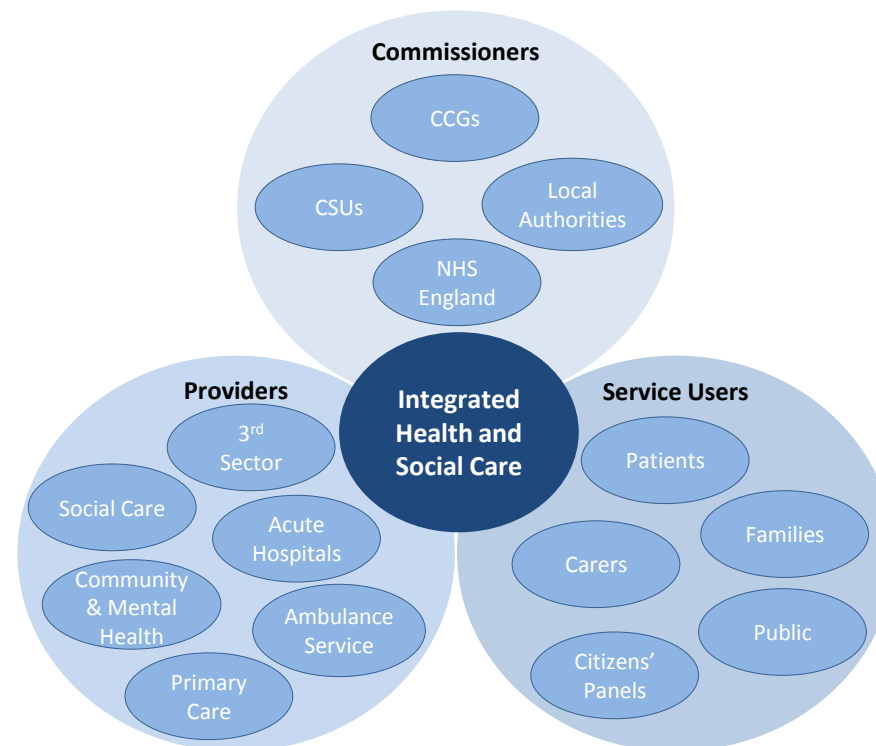 Commissioners
CCGs
CSUs
Local
Authorities
NHS
England
Integrated
Health and
Social Care
Providers
3rd
Sector
Social Care
Acute
Hospitals
Community
& Mental
Health
Ambulance
Service
Primary
Care
Service Users
Patients
Families
Carers
Public
Citizens’
Panels